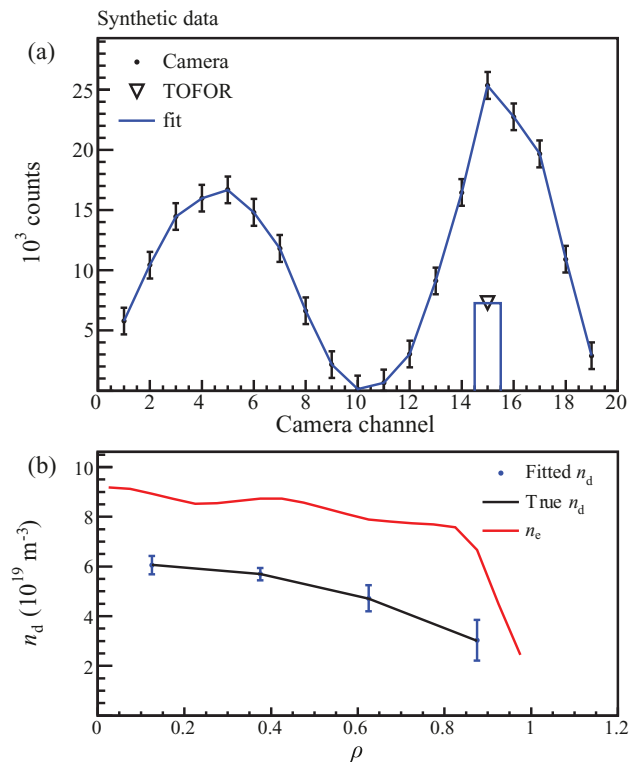 Synthetic data
(a)
Camera
TOFOR
fit
25
20
15
10
5
10³ counts
0 2 4 6 8 10 12 14 16 18 20
Camera channel
(b)
Fitted n_d
True n_d
n_e
10
8
6
4
2
n_d (10¹⁹ m⁻³)
0 0.2 0.4 0.6 0.8 1 1.2
ρ